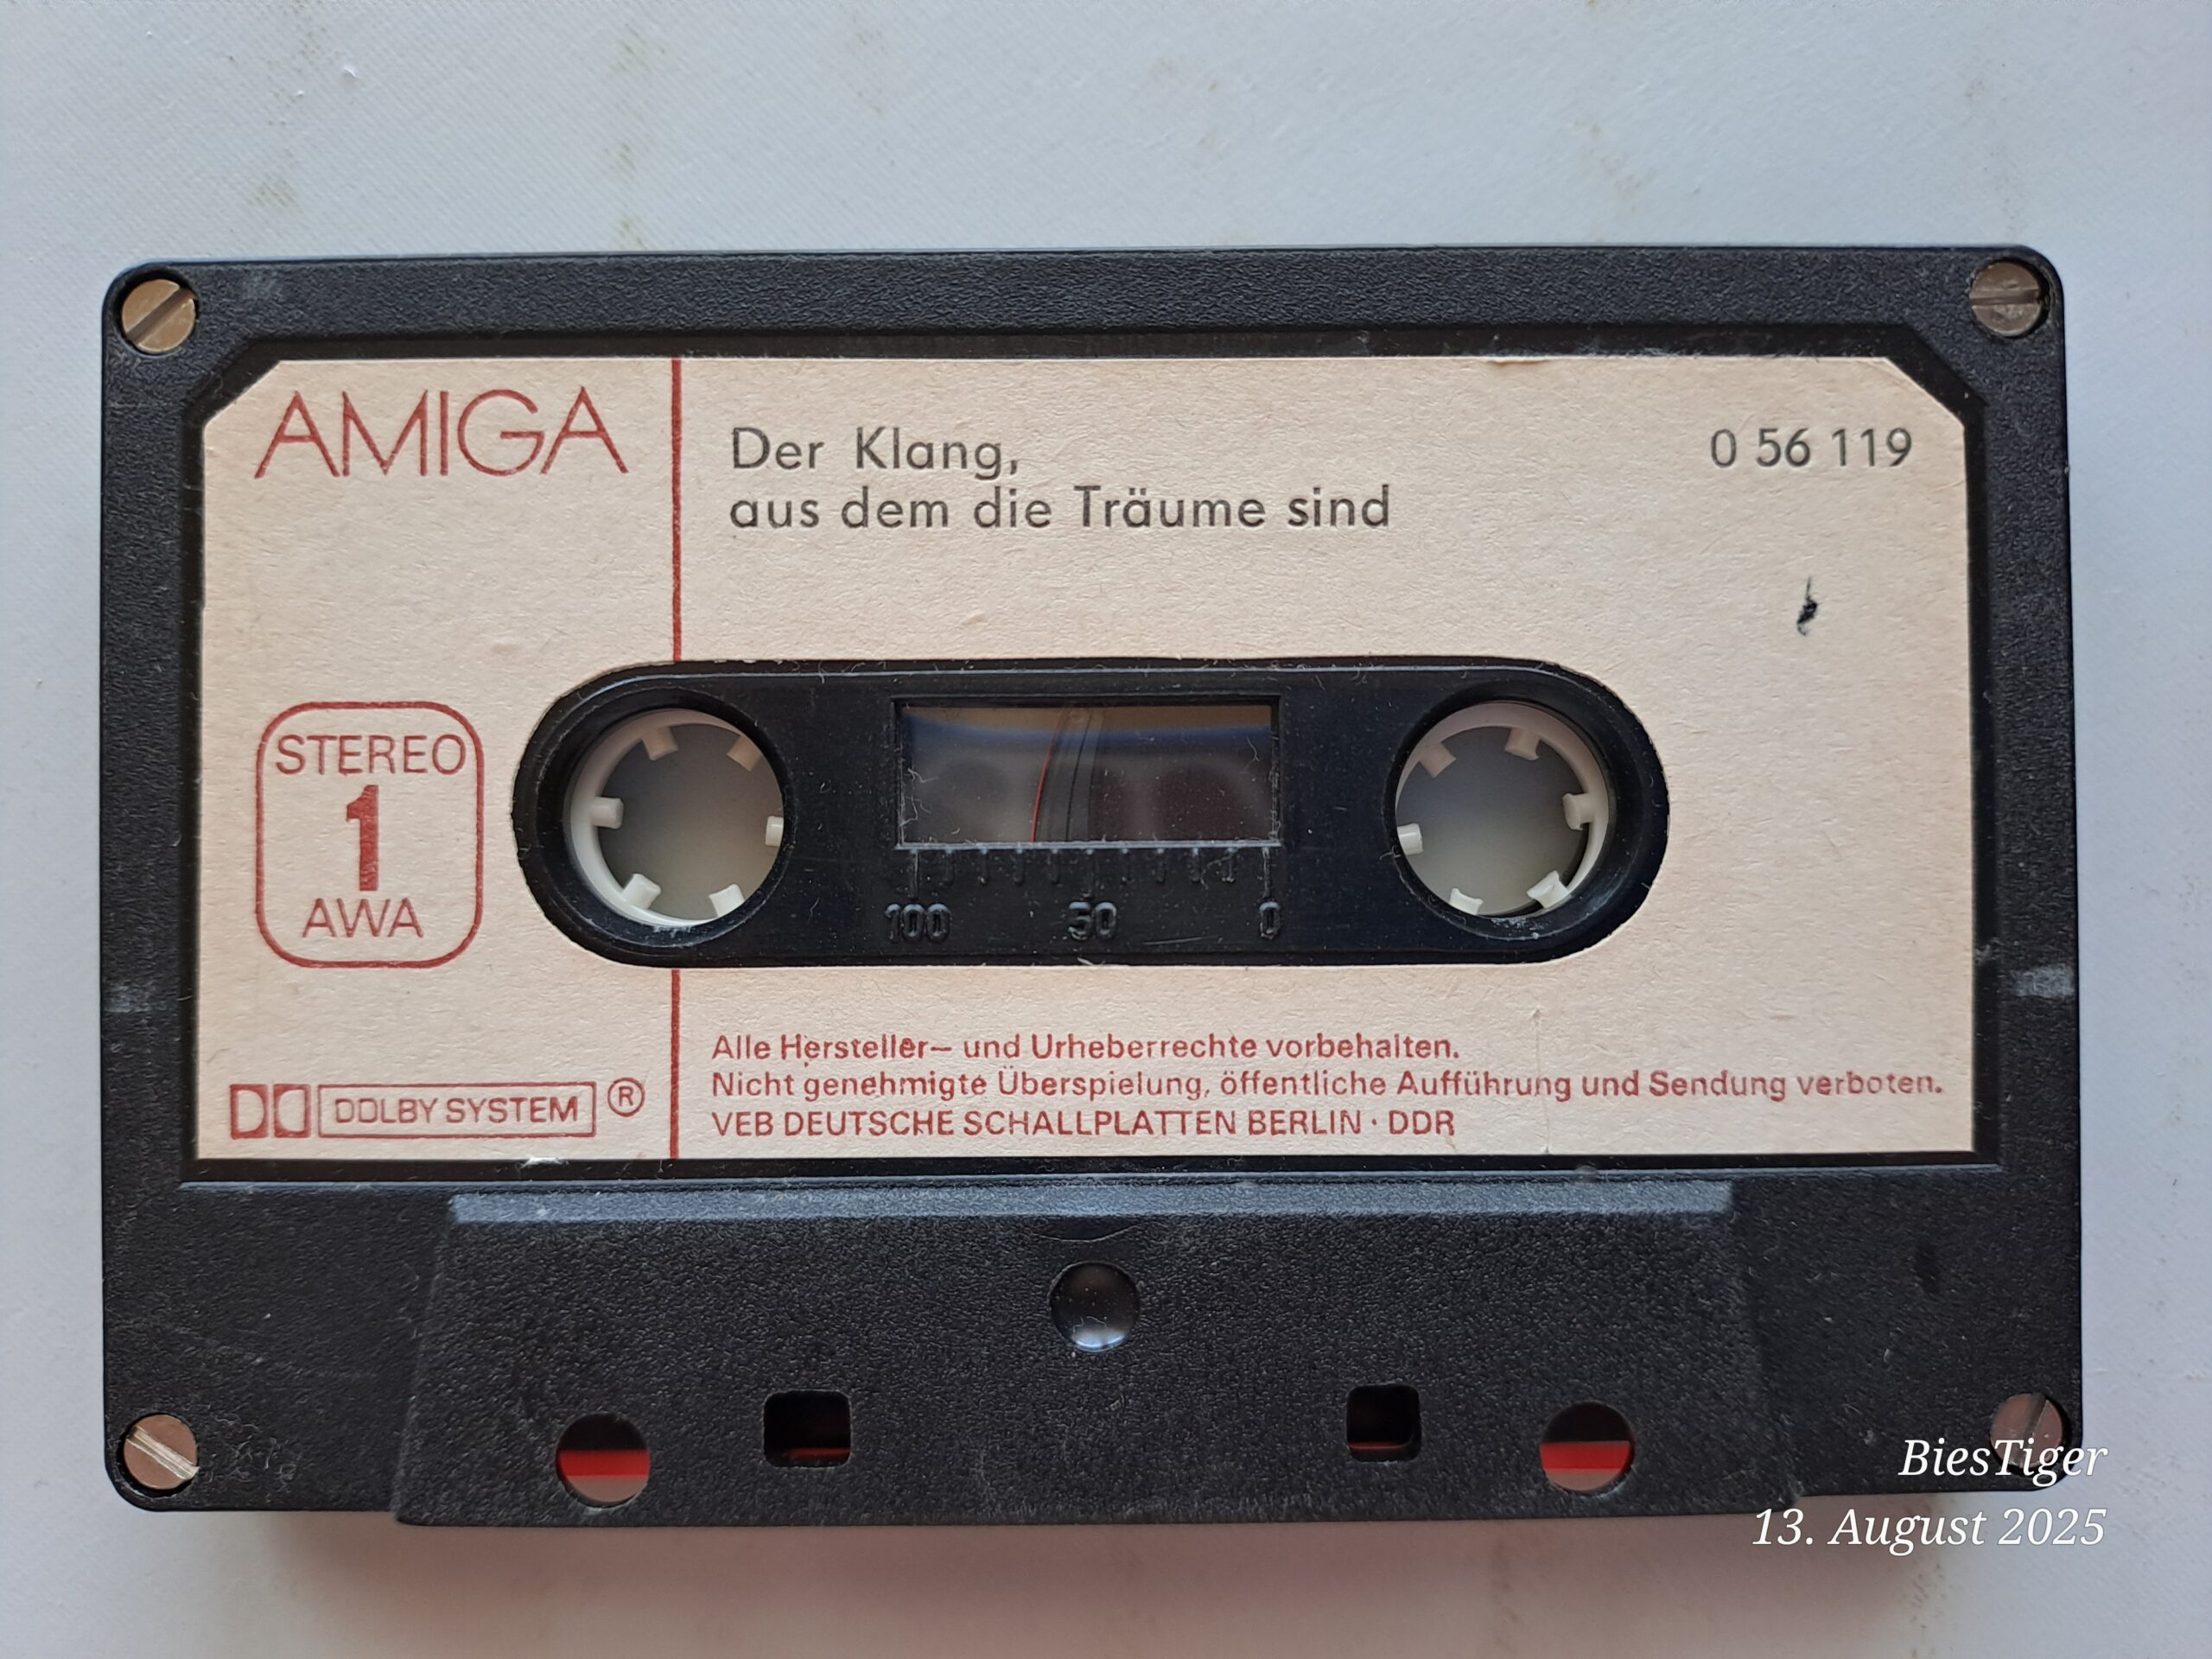 AMIGA
Der Klang,
aus dem die Träume sind
0 56 119
STEREO
1
AWA
100 50 0
DOLBY SYSTEM ®
Alle Hersteller– und Urheberrechte vorbehalten.
Nicht genehmigte Überspielung, öffentliche Aufführung und Sendung verboten.
VEB DEUTSCHE SCHALLPLATTEN BERLIN · DDR
BiesTiger
13. August 2025